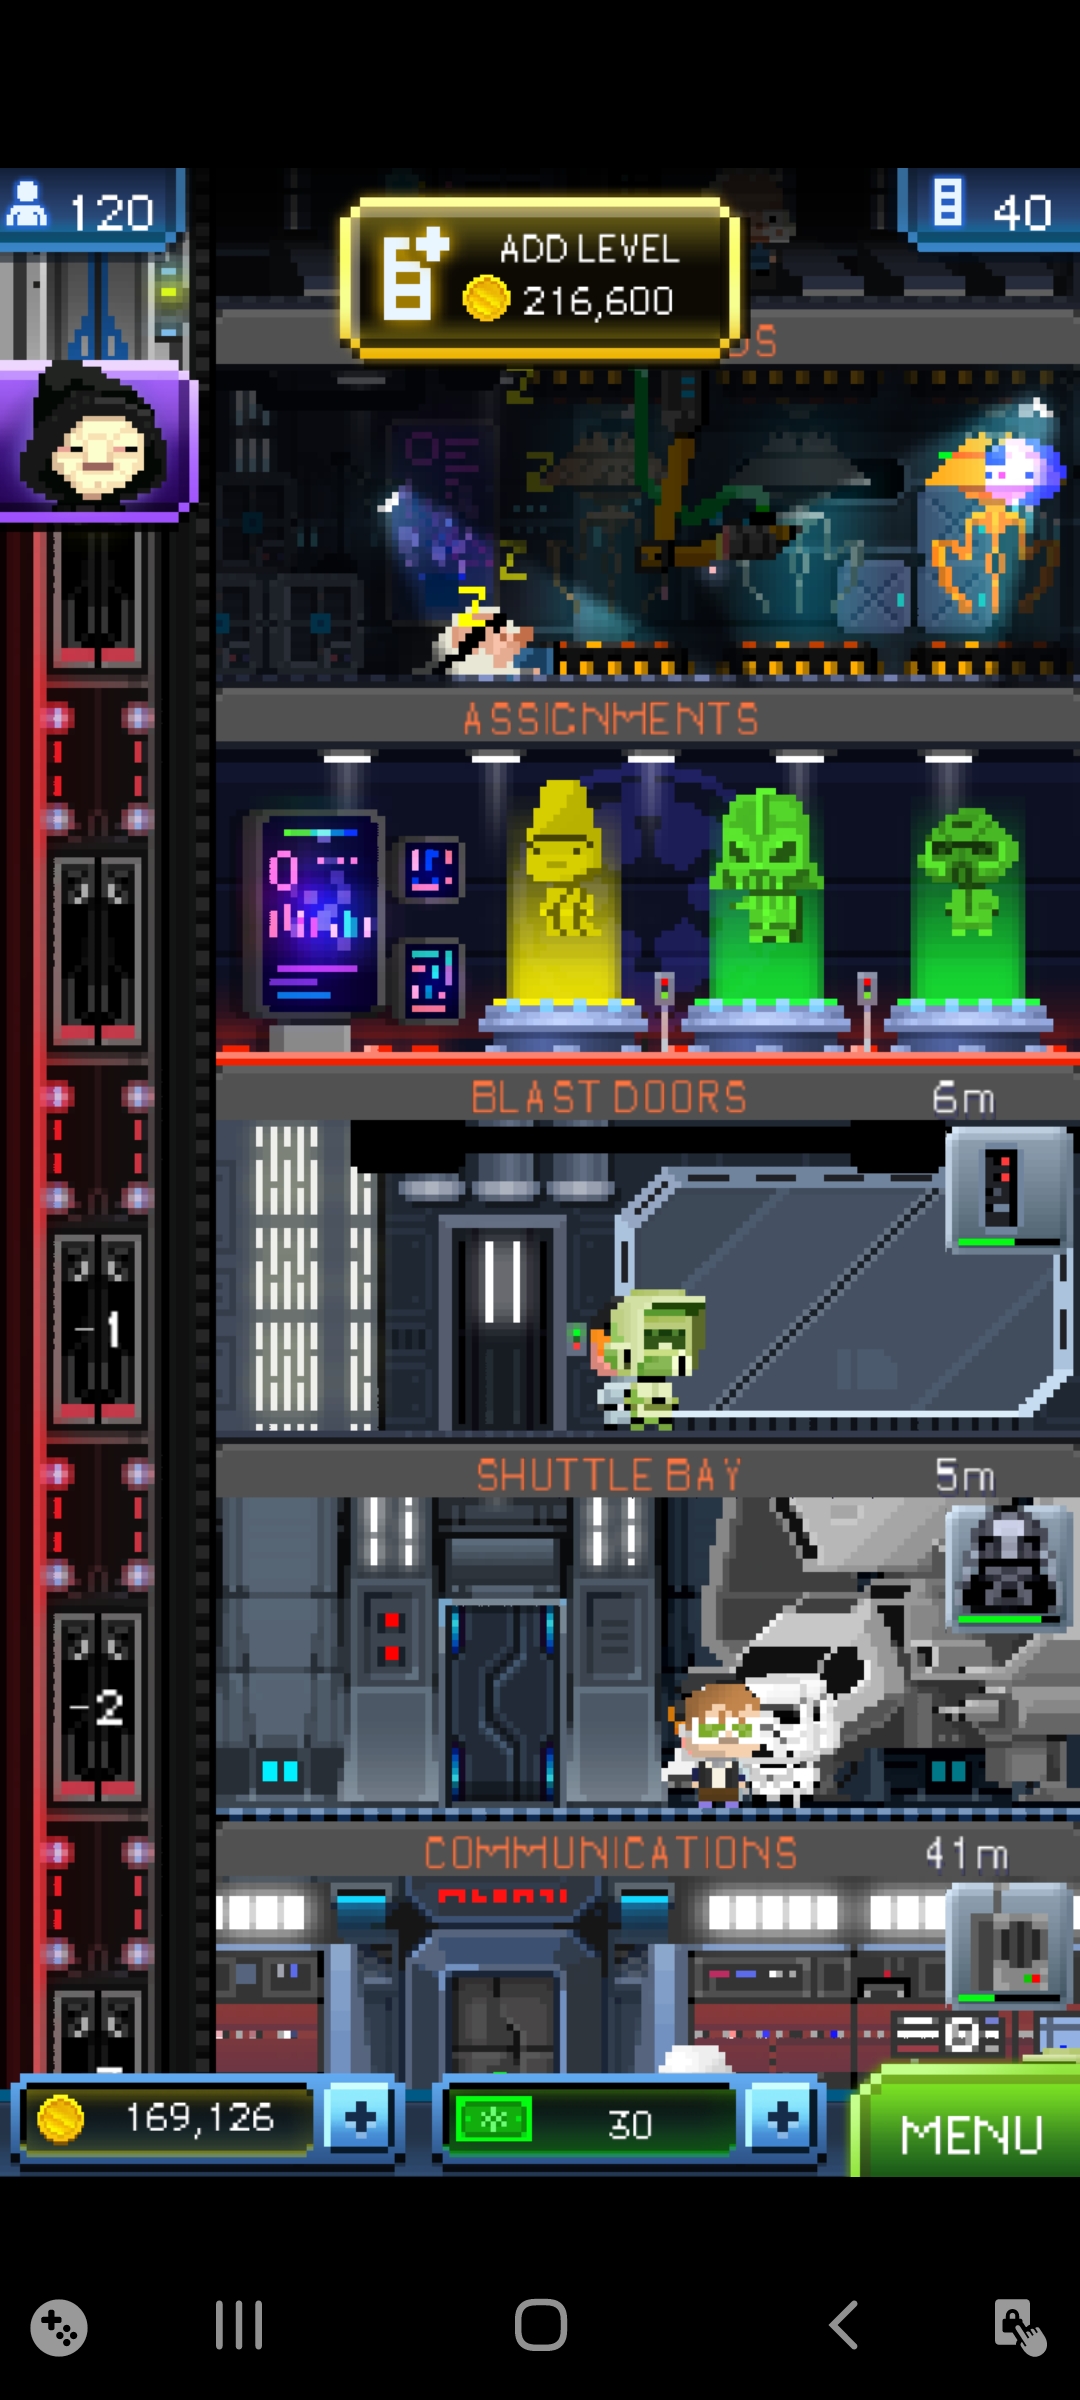 120
40
ADD LEVEL
216,600
DS
ASSIGNMENTS
BLAST DOORS
6m
-1
SHUTTLE BAY
5m
-2
COMMUNICATIONS
41m
169,126
30
MENU